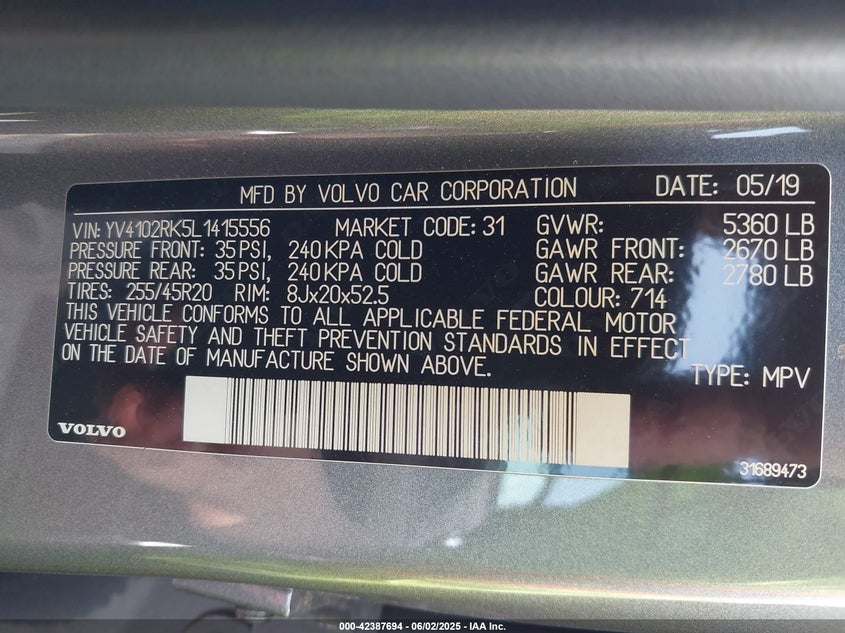 MFD BY VOLVO CAR CORPORATION DATE: 05/19
VIN: YV4102RK5L1415556 MARKET CODE: 31 GVWR: 5360 LB
PRESSURE FRONT: 35 PSI, 240 KPA COLD GAWR FRONT: 2670 LB
PRESSURE REAR: 35 PSI, 240 KPA COLD GAWR REAR: 2780 LB
TIRES: 255/45R20 RIM: 8Jx20x52.5 COLOUR: 714
THIS VEHICLE CONFORMS TO ALL APPLICABLE FEDERAL MOTOR
VEHICLE SAFETY AND THEFT PREVENTION STANDARDS IN EFFECT
ON THE DATE OF MANUFACTURE SHOWN ABOVE.
TYPE: MPV
VOLVO
31689473
000-42387694 - 06/02/2025 - IAA Inc.